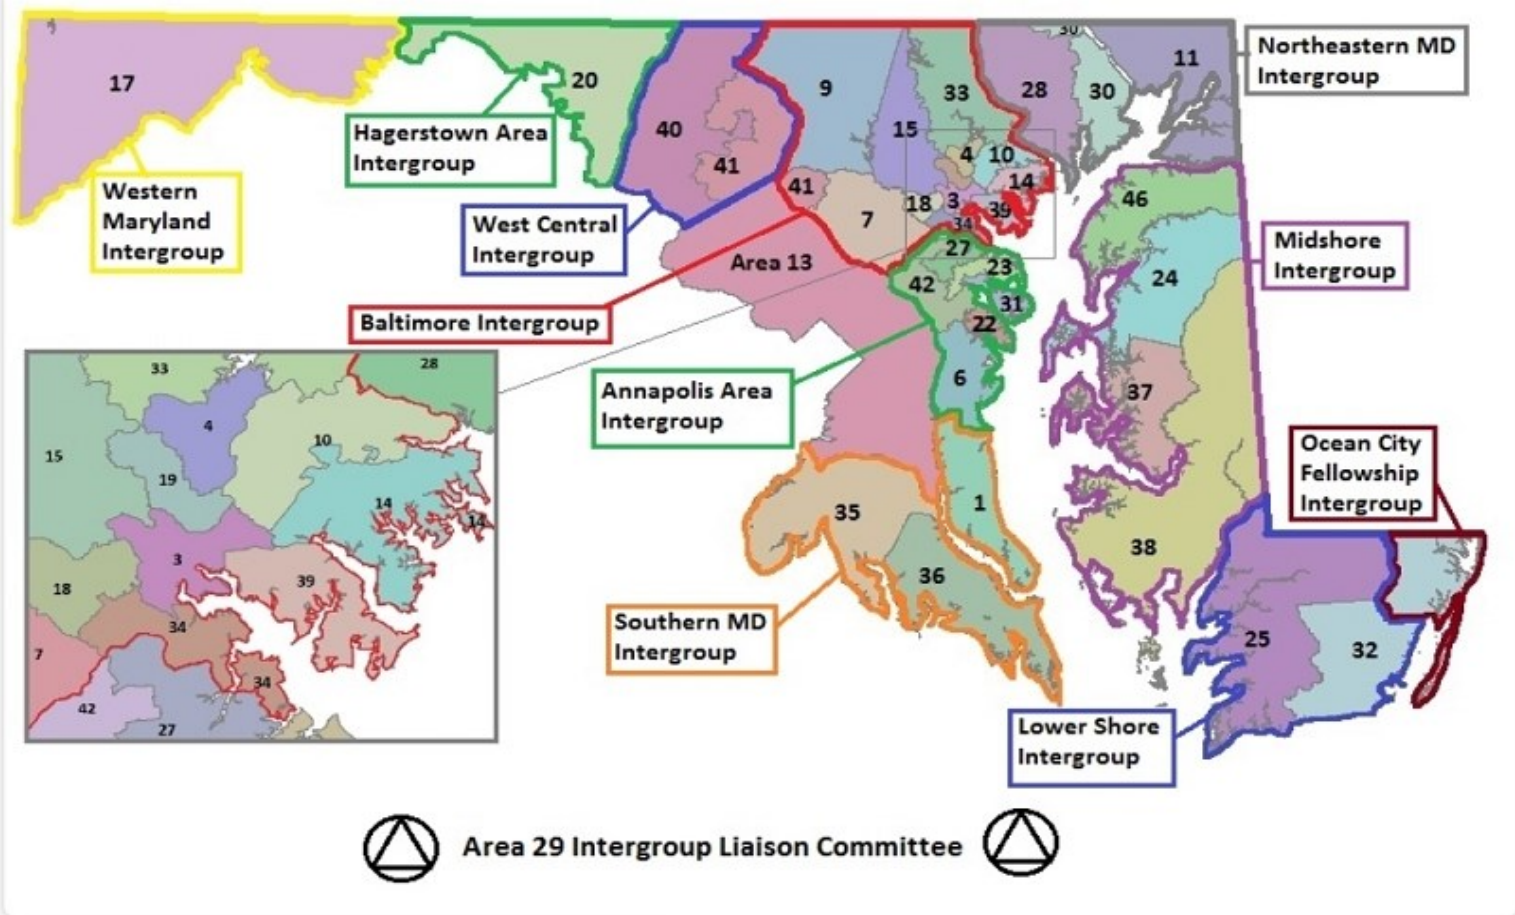 17
20
40
41
9
15
33
28
30
30
11
Northeastern MD
Intergroup
Hagerstown Area
Intergroup
Western
Maryland
Intergroup
West Central
Intergroup
41
7
18
4
10
14
3
39
34
46
24
Midshore
Intergroup
Area 13
27
23
42
31
22
6
Baltimore Intergroup
Annapolis Area
Intergroup
37
38
Ocean City
Fellowship
Intergroup
35
1
36
Southern MD
Intergroup
25
32
Lower Shore
Intergroup
33
28
4
10
15
19
14
14
3
39
18
34
7
34
42
27
Area 29 Intergroup Liaison Committee